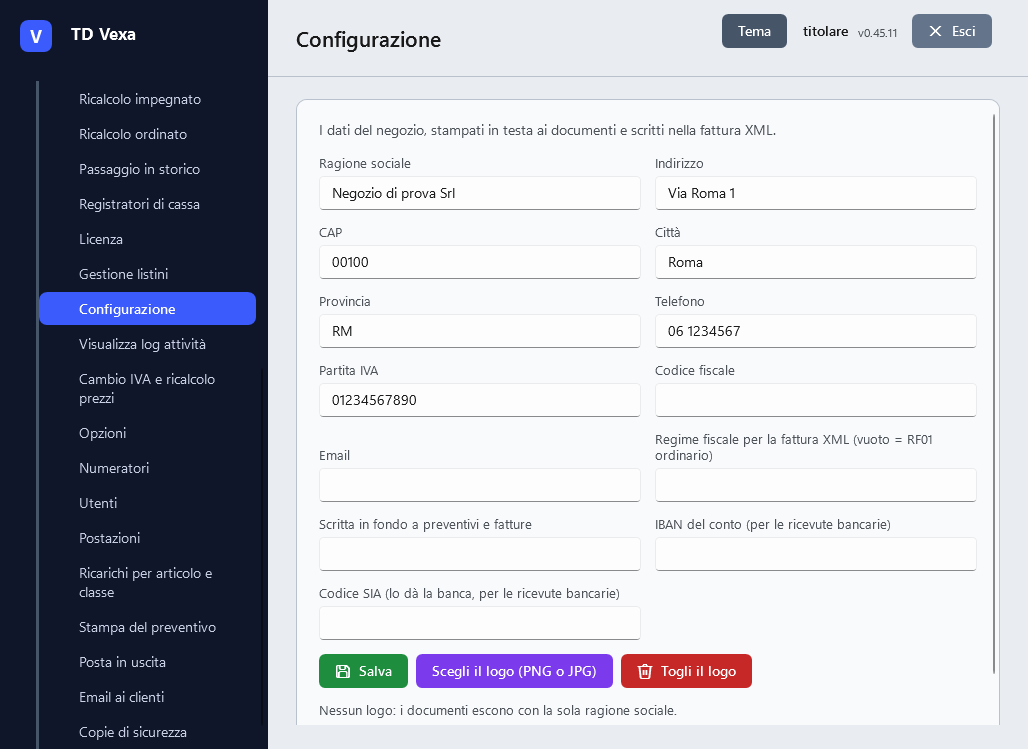 V
TD Vexa
Ricalcolo impegnato
Ricalcolo ordinato
Passaggio in storico
Registratori di cassa
Licenza
Gestione listini
Configurazione
Visualizza log attività
Cambio IVA e ricalcolo
prezzi
Opzioni
Numeratori
Utenti
Postazioni
Ricarichi per articolo e
classe
Stampa del preventivo
Posta in uscita
Email ai clienti
Copie di sicurezza
Configurazione
Tema
titolare v0.45.11
Esci
I dati del negozio, stampati in testa ai documenti e scritti nella fattura XML.
Ragione sociale
Negozio di prova Srl
Indirizzo
Via Roma 1
CAP
00100
Città
Roma
Provincia
RM
Telefono
06 1234567
Partita IVA
01234567890
Codice fiscale
Email
Regime fiscale per la fattura XML (vuoto = RF01
ordinario)
Scritta in fondo a preventivi e fatture
IBAN del conto (per le ricevute bancarie)
Codice SIA (lo dà la banca, per le ricevute bancarie)
Salva
Scegli il logo (PNG o JPG)
Togli il logo
Nessun logo: i documenti escono con la sola ragione sociale.